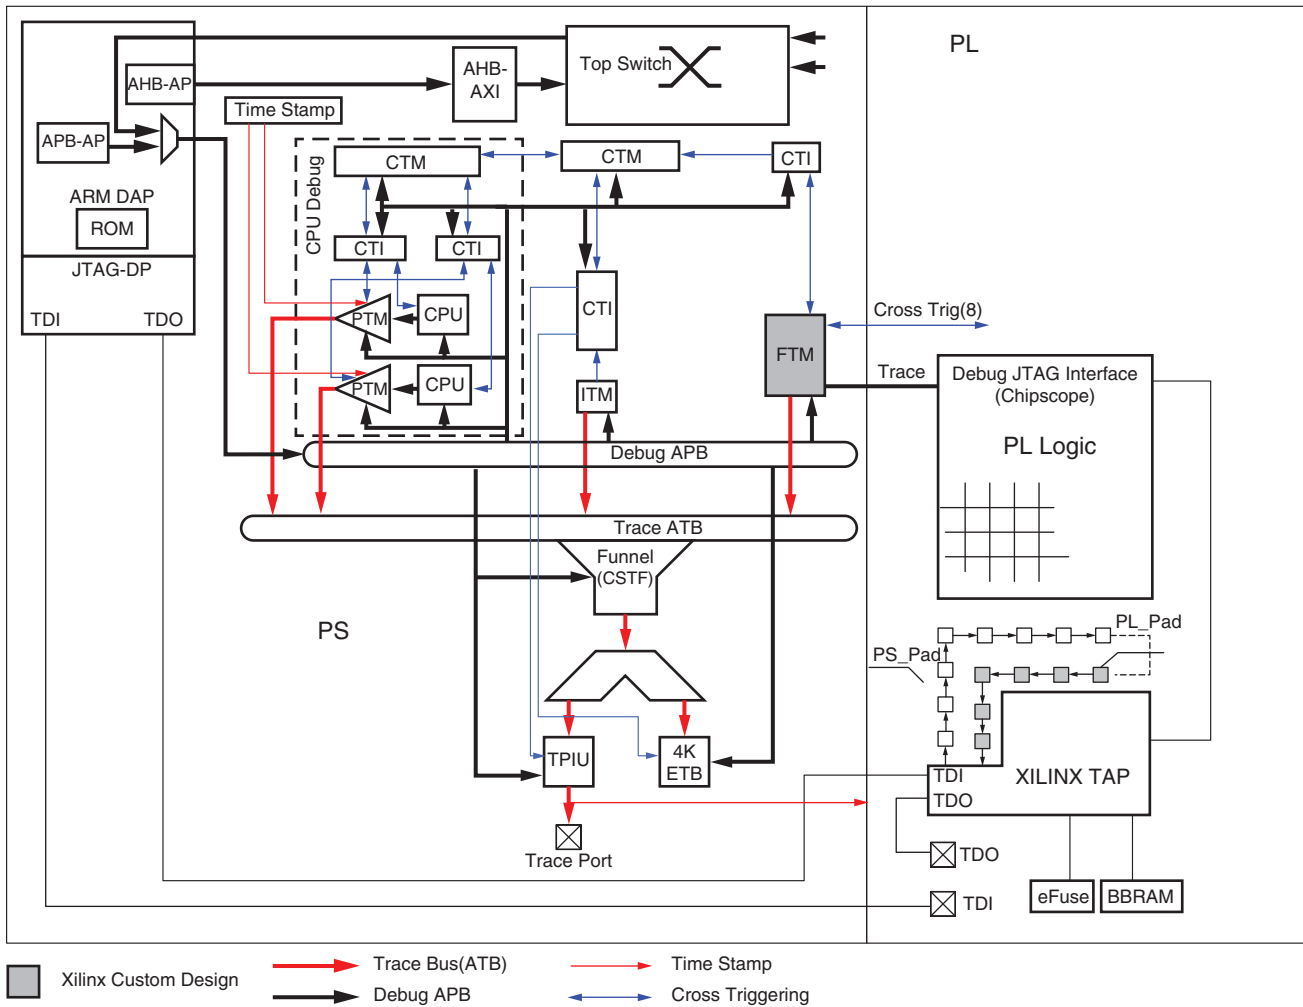 PL
Top Switch
AHB-
AXI
AHB-AP
Time Stamp
APB-AP
CTM
CTM
CTI
CPU Debug
ARM DAP
ROM
CTI
CTI
JTAG-DP
TDI
TDO
PTM
CPU
CTI
Cross Trig(8)
FTM
Trace
Debug JTAG Interface
(Chipscope)
PL Logic
PTM
CPU
ITM
Debug APB
Trace ATB
Funnel
(CSTF)
PS
PL_Pad
PS_Pad
TPIU
4K
ETB
TDI
XILINX TAP
TDO
Trace Port
TDO
eFuse
BBRAM
TDI
Xilinx Custom Design
Trace Bus(ATB)
Time Stamp
Debug APB
Cross Triggering